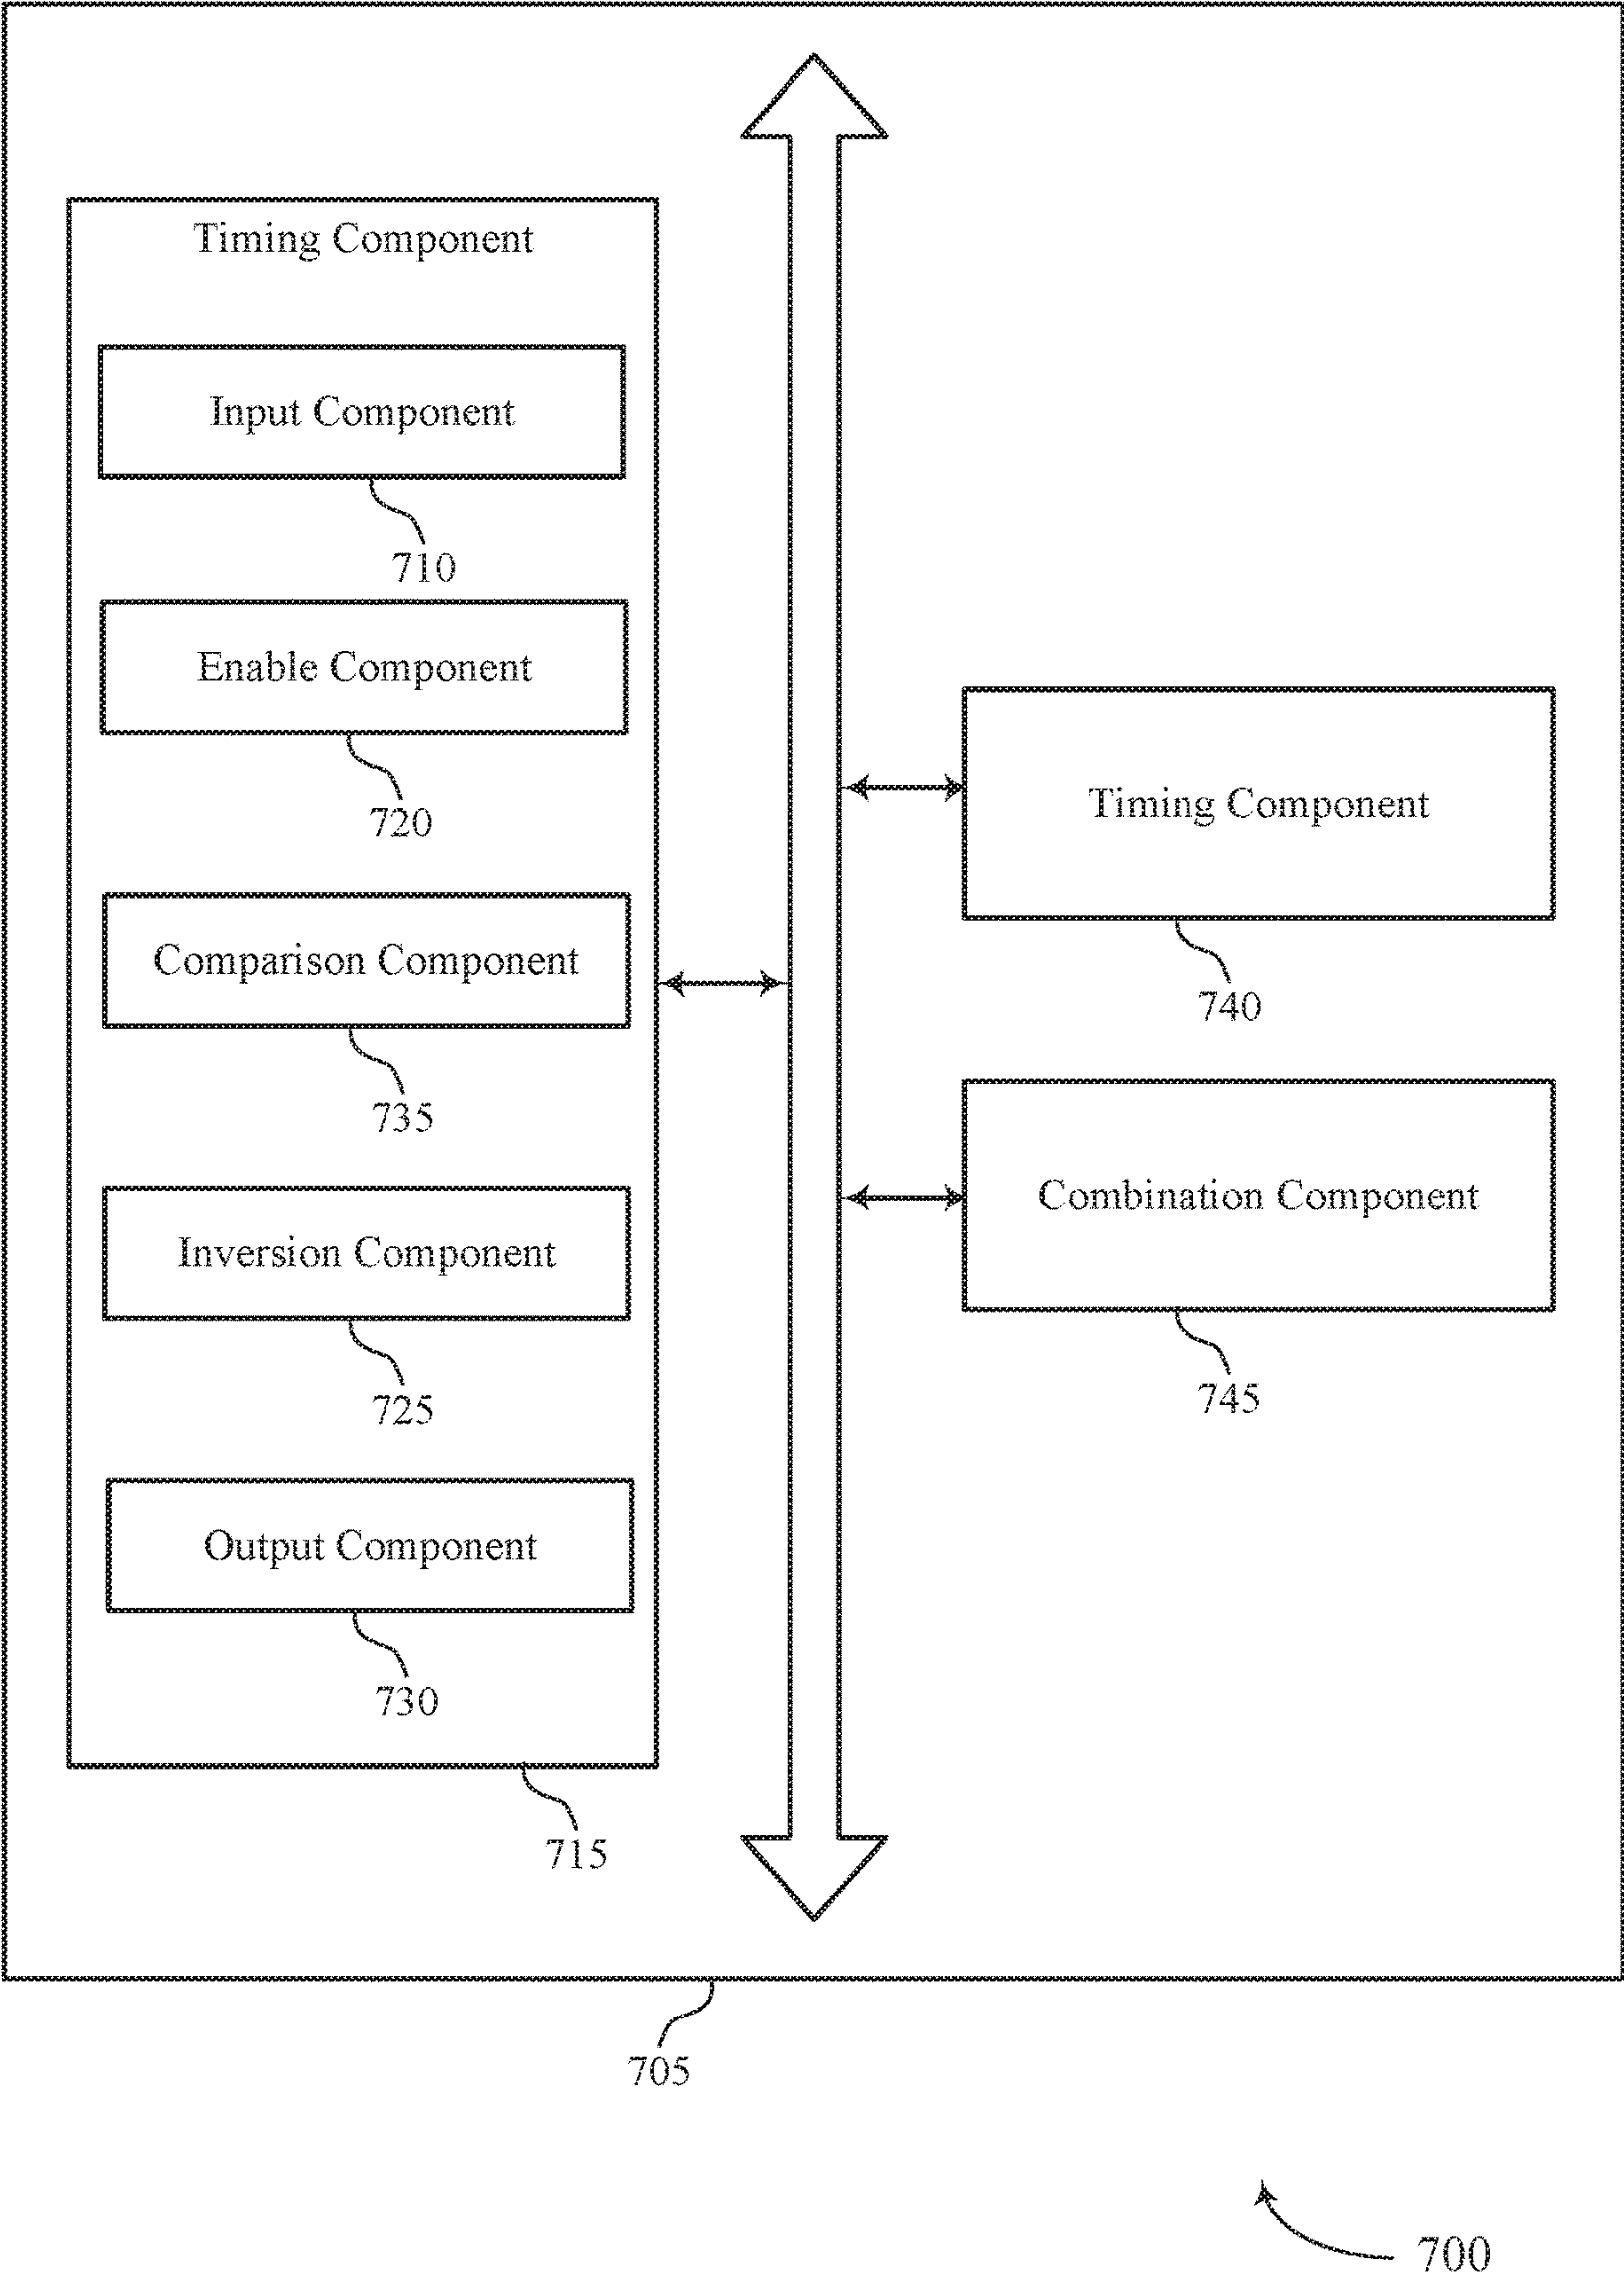 Timing Component
Input Component
710
Enable Component
720
Comparison Component
735
Inversion Component
725
Output Component
730
715
Timing Component
740
Combination Component
745
705
700